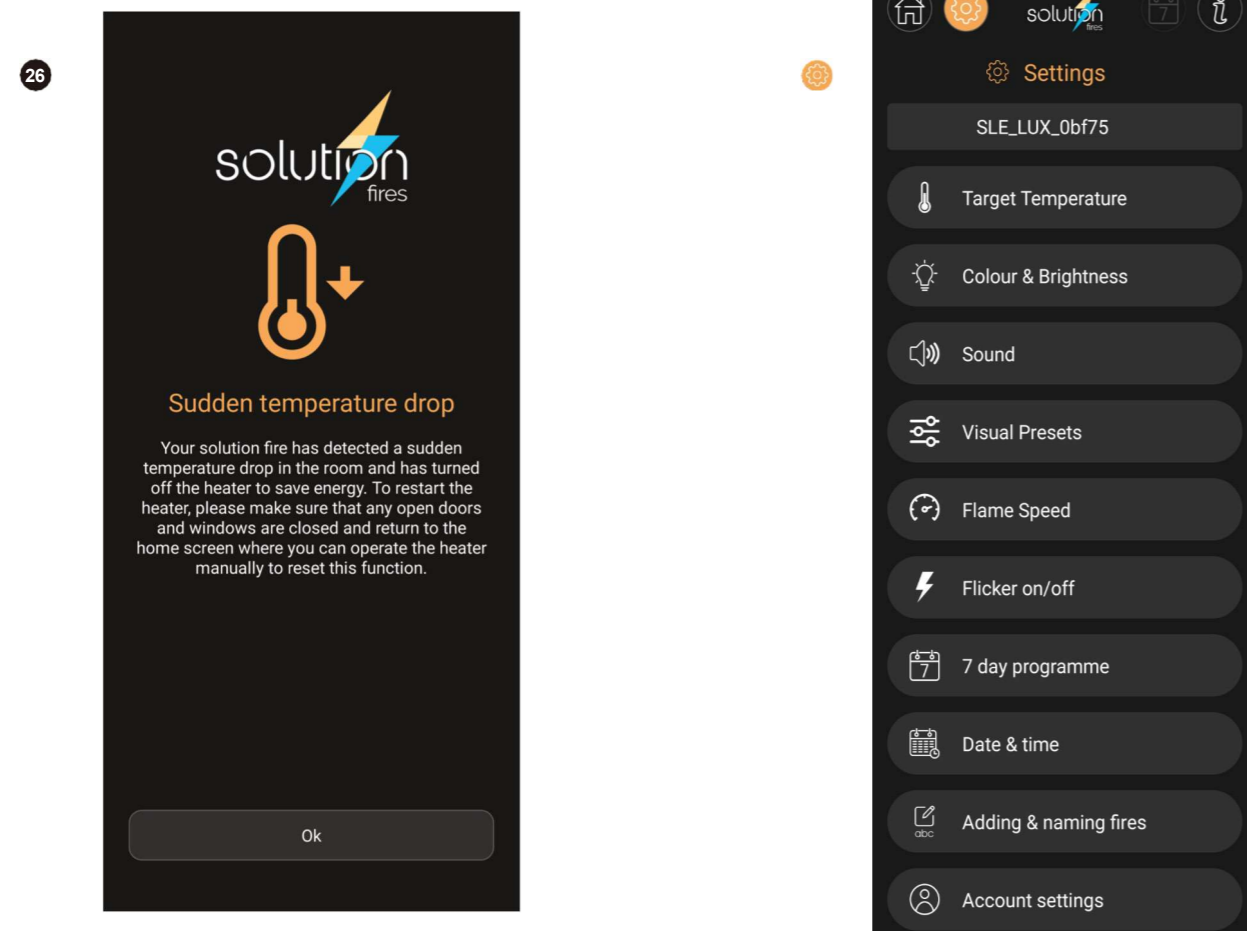 26
solution
fires
Sudden temperature drop
Your solution fire has detected a sudden
temperature drop in the room and has turned
off the heater to save energy. To restart the
heater, please make sure that any open doors
and windows are closed and return to the
home screen where you can operate the heater
manually to reset this function.
Ok
solution
fires
7
i
Settings
SLE_LUX_0bf75
Target Temperature
Colour & Brightness
Sound
Visual Presets
Flame Speed
Flicker on/off
7
7 day programme
Date & time
abc
Adding & naming fires
Account settings